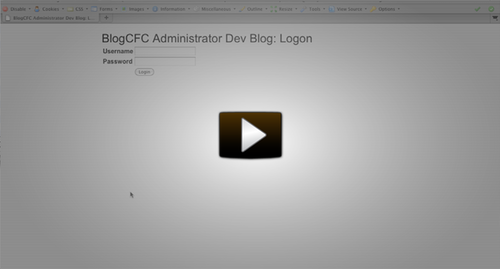 Disable Cookies CSS Forms Images Information Miscellaneous Outline Resize Tools View Source Options
BlogCFC Administrator Dev Blog: L...
BlogCFC Administrator Dev Blog: Logon
Username
Password
Logon